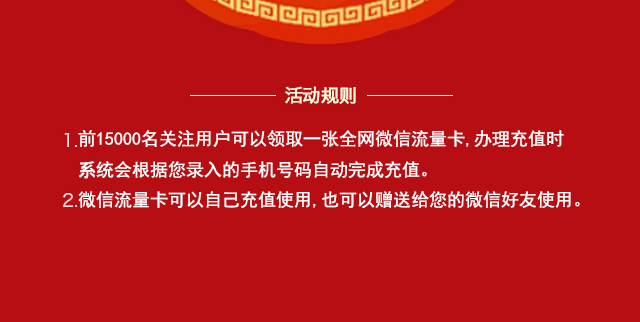 活动规则
1.前15000名关注用户可以领取一张全网微信流量卡,办理充值时
系统会根据您录入的手机号码自动完成充值。
2.微信流量卡可以自己充值使用,也可以赠送给您的微信好友使用。